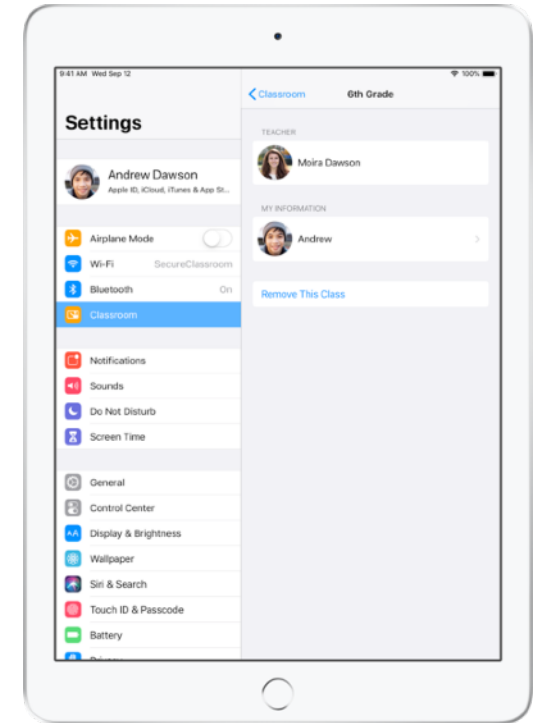 9:41 AM Wed Sep 12
100%
Settings
Andrew Dawson
Apple ID, iCloud, iTunes & App St...
Airplane Mode
Wi-Fi SecureClassroom
Bluetooth On
Classroom
Notifications
Sounds
Do Not Disturb
Screen Time
General
Control Center
AA Display & Brightness
Wallpaper
Siri & Search
Touch ID & Passcode
Battery
Classroom 6th Grade
TEACHER
Moira Dawson
MY INFORMATION
Andrew
Remove This Class